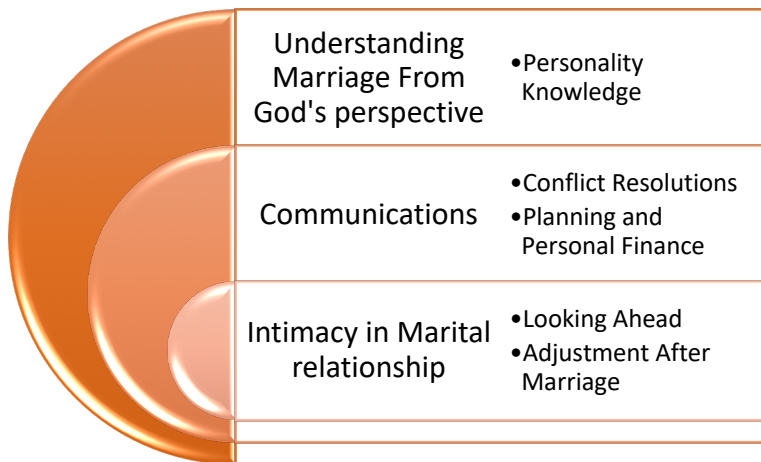 Understanding
Marriage From
God's perspective
•Personality
Knowledge
Communications
•Conflict Resolutions
•Planning and
Personal Finance
Intimacy in Marital
relationship
•Looking Ahead
•Adjustment After
Marriage